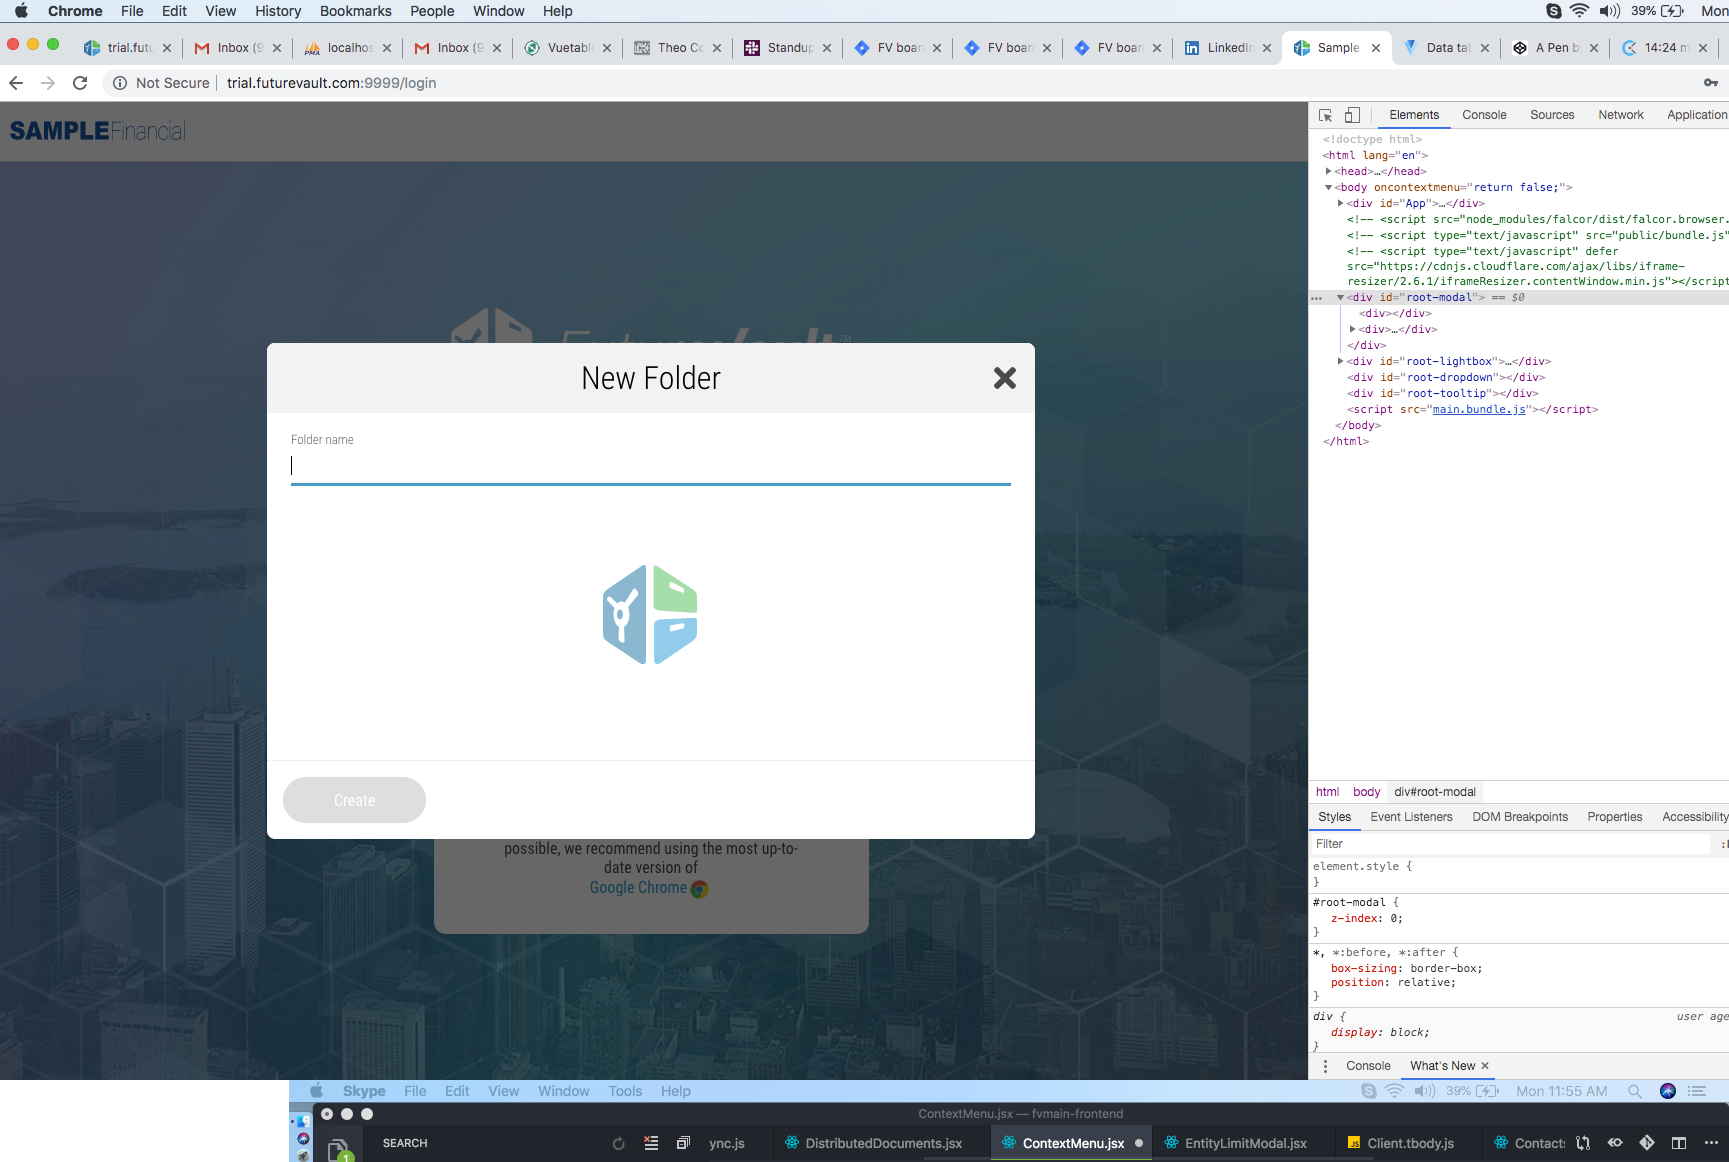 Chrome File Edit View History Bookmarks People Window Help 39% Mon
trial.futu Inbox (9 localhos Inbox (9 Vuetabl Theo Co Standup FV boar FV boar FV boar LinkedIn Sample Data tab A Pen b 14:24 m
Not Secure trial.futurevault.com:9999/login
SAMPLEFinancial
Elements Console Sources Network Application
<!doctype html>
<html lang="en">
<head>…</head>
<body oncontextmenu="return false;">
<div id="App">…</div>
<!-- <script src="node_modules/falcor/dist/falcor.browser.
<!-- <script type="text/javascript" src="public/bundle.js"
<!-- <script type="text/javascript" defer
src="https://cdnjs.cloudflare.com/ajax/libs/iframe-
resizer/2.6.1/iframeResizer.contentWindow.min.js"></script
<div id="root-modal"> == $0
<div></div>
<div>…</div>
</div>
<div id="root-lightbox">…</div>
<div id="root-dropdown"></div>
<div id="root-tooltip"></div>
<script src="main.bundle.js"></script>
</body>
</html>
FutureVault™
New Folder
Folder name
Create
possible, we recommend using the most up-to-
date version of
Google Chrome
html body div#root-modal
Styles Event Listeners DOM Breakpoints Properties Accessibility
Filter
element.style {
}
#root-modal {
z-index: 0;
}
*, *:before, *:after {
box-sizing: border-box;
position: relative;
}
div { user age
display: block;
}
Console What's New
Skype File Edit View Window Tools Help 39% Mon 11:55 AM
ContextMenu.jsx — fvmain-frontend
1 SEARCH ync.js DistributedDocuments.jsx ContextMenu.jsx EntityLimitModal.jsx Client.tbody.js Contact